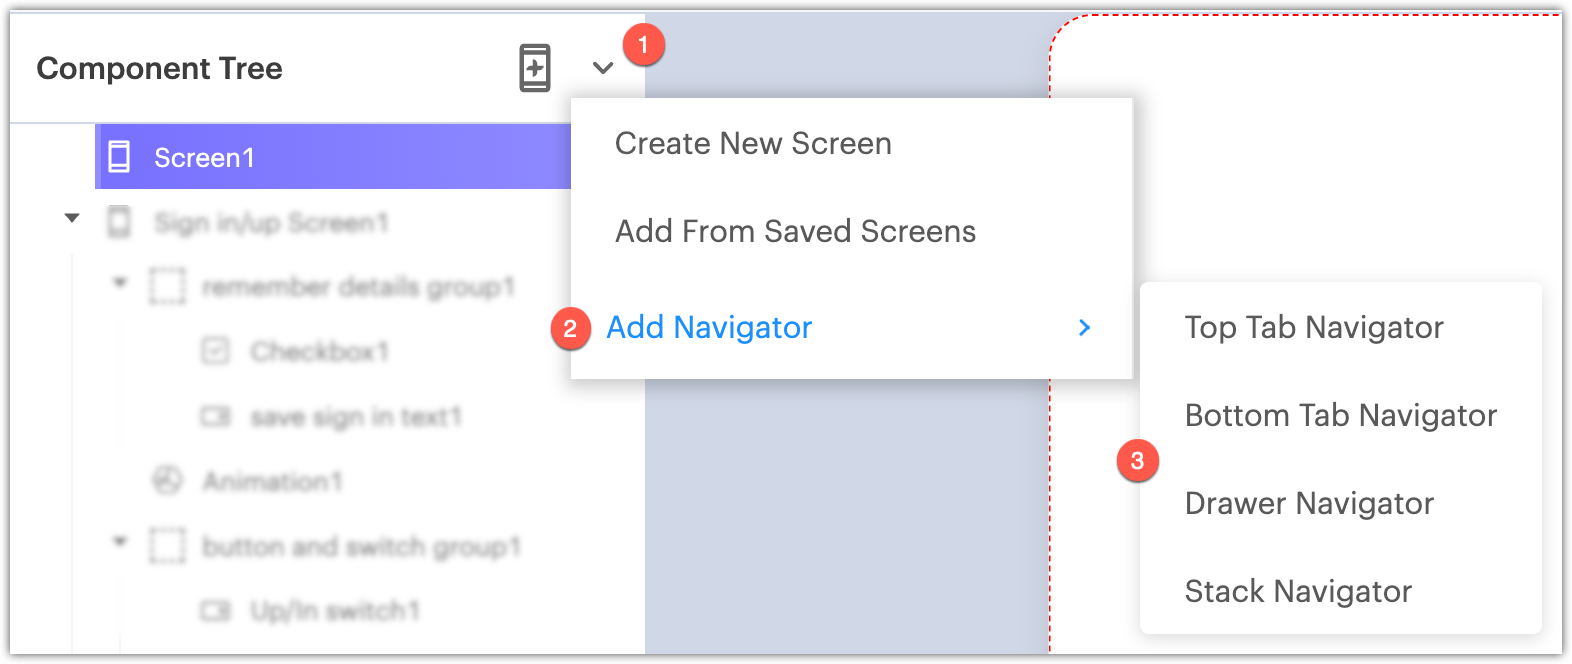 Component Tree
1
Screen1
Sign in/up Screen1
remember details group1
Checkbox1
save sign in text1
Animation1
button and switch group1
Up/In switch1
Create New Screen
Add From Saved Screens
2
Add Navigator
3
Top Tab Navigator
Bottom Tab Navigator
Drawer Navigator
Stack Navigator